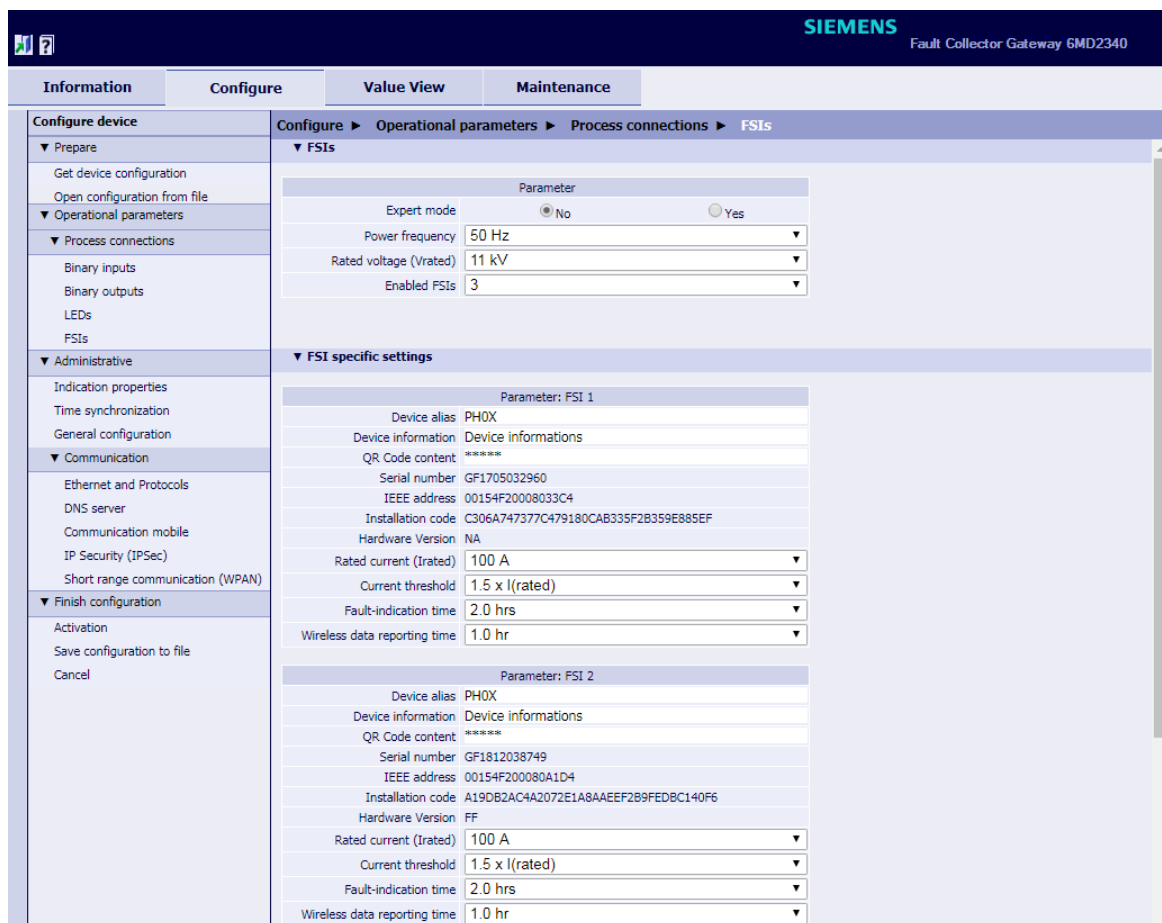 SIEMENS
Fault Collector Gateway 6MD2340
Information Configure Value View Maintenance
Configure device
▼ Prepare
Get device configuration
Open configuration from file
▼ Operational parameters
▼ Process connections
Binary inputs
Binary outputs
LEDs
FSIs
▼ Administrative
Indication properties
Time synchronization
General configuration
▼ Communication
Ethernet and Protocols
DNS server
Communication mobile
IP Security (IPSec)
Short range communication (WPAN)
▼ Finish configuration
Activation
Save configuration to file
Cancel
Configure ► Operational parameters ► Process connections ► FSIs
▼ FSIs
Parameter
Expert mode No Yes
Power frequency 50 Hz
Rated voltage (Vrated) 11 kV
Enabled FSIs 3
▼ FSI specific settings
Parameter: FSI 1
Device alias PH0X
Device information Device informations
QR Code content *****
Serial number GF1705032960
IEEE address 00154F20008033C4
Installation code C306A747377C479180CAB335F2B359E885EF
Hardware Version NA
Rated current (Irated) 100 A
Current threshold 1.5 x I(rated)
Fault-indication time 2.0 hrs
Wireless data reporting time 1.0 hr
Parameter: FSI 2
Device alias PH0X
Device information Device informations
QR Code content *****
Serial number GF1812038749
IEEE address 00154F200080A1D4
Installation code A19DB2AC4A2072E1A8AAEEF2B9FEDBC140F6
Hardware Version FF
Rated current (Irated) 100 A
Current threshold 1.5 x I(rated)
Fault-indication time 2.0 hrs
Wireless data reporting time 1.0 hr